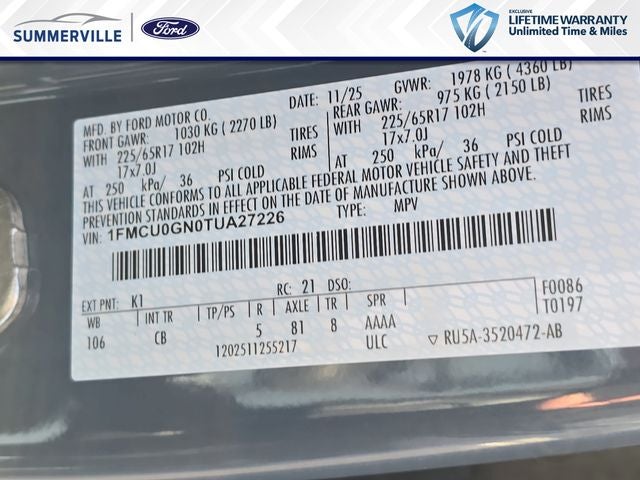 SUMMERVILLE
Ford
EXCLUSIVE
LIFETIME WARRANTY
Unlimited Time & Miles
MFD. BY FORD MOTOR CO. DATE: 11/25 GVWR: 1978 KG ( 4360 LB)
FRONT GAWR: 1030 KG ( 2270 LB) REAR GAWR: 975 KG ( 2150 LB)
WITH 225/65R17 102H TIRES WITH 225/65R17 102H TIRES
17x7.0J RIMS 17x7.0J RIMS
AT 250 kPa/ 36 PSI COLD AT 250 kPa/ 36 PSI COLD
THIS VEHICLE CONFORMS TO ALL APPLICABLE FEDERAL MOTOR VEHICLE SAFETY AND THEFT
PREVENTION STANDARDS IN EFFECT ON THE DATE OF MANUFACTURE SHOWN ABOVE.
VIN: 1FMCU0GN0TUA27226 TYPE: MPV
EXT PNT: K1 RC: 21 DSO: F0086
WB INT TR TP/PS R AXLE TR SPR T0197
106 CB 5 81 8 AAAA
1202511255217 ULC RU5A-3520472-AB